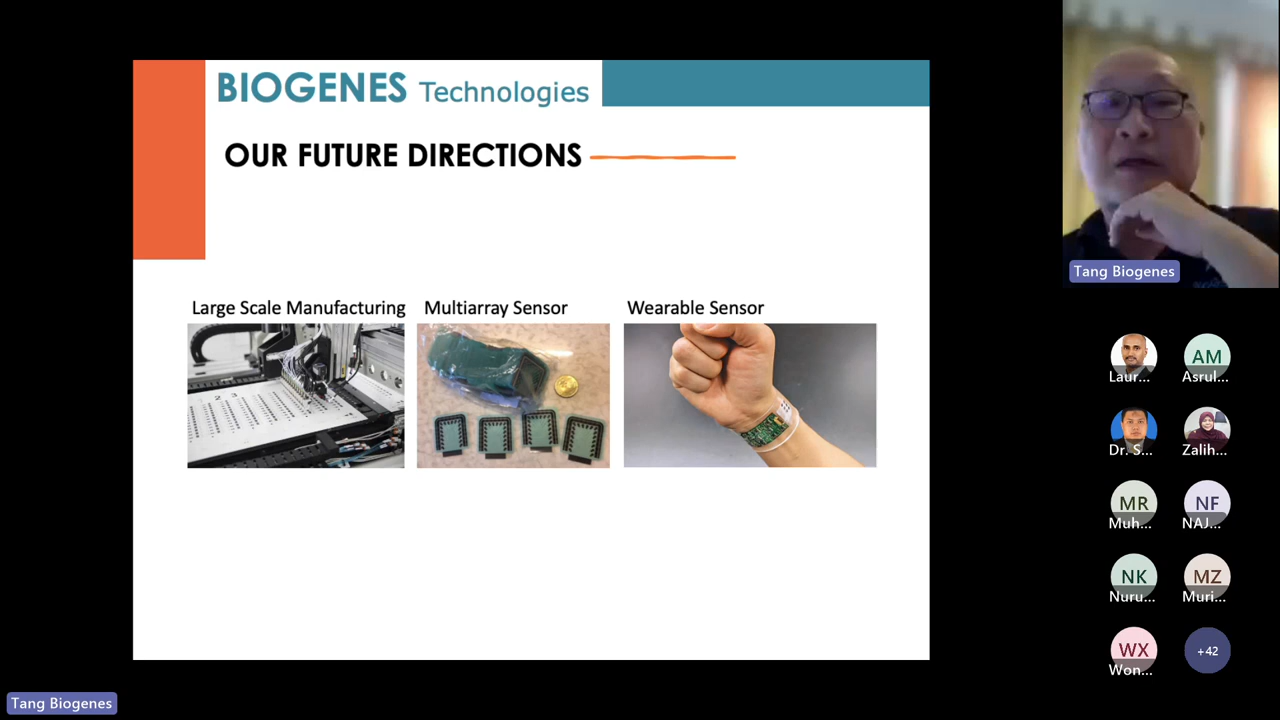 BIOGENES Technologies
OUR FUTURE DIRECTIONS
Large Scale Manufacturing
Multiarray Sensor
Wearable Sensor
Tang Biogenes
AM
Laur...
Asrul...
Dr. S...
Zalih...
MR
NF
Muh...
NAJ...
NK
MZ
Nuru...
Muri...
WX
+42
Won...
Tang Biogenes